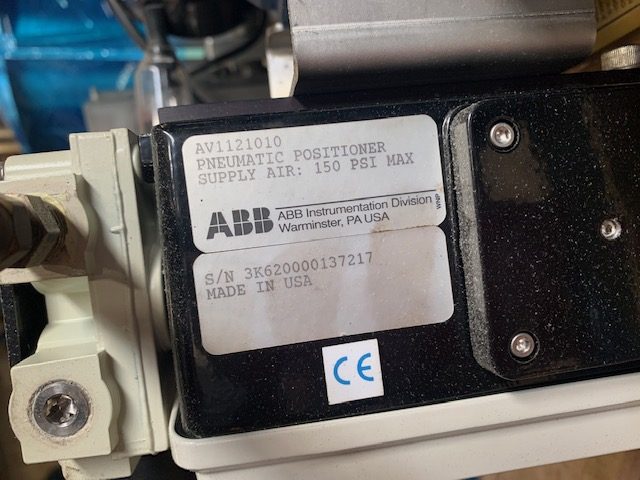 AV1121010
PNEUMATIC POSITIONER
SUPPLY AIR: 150 PSI MAX
ABB
ABB Instrumentation Division
Warminster, PA USA
WNIP
S/N 3K620000137217
MADE IN USA
CE